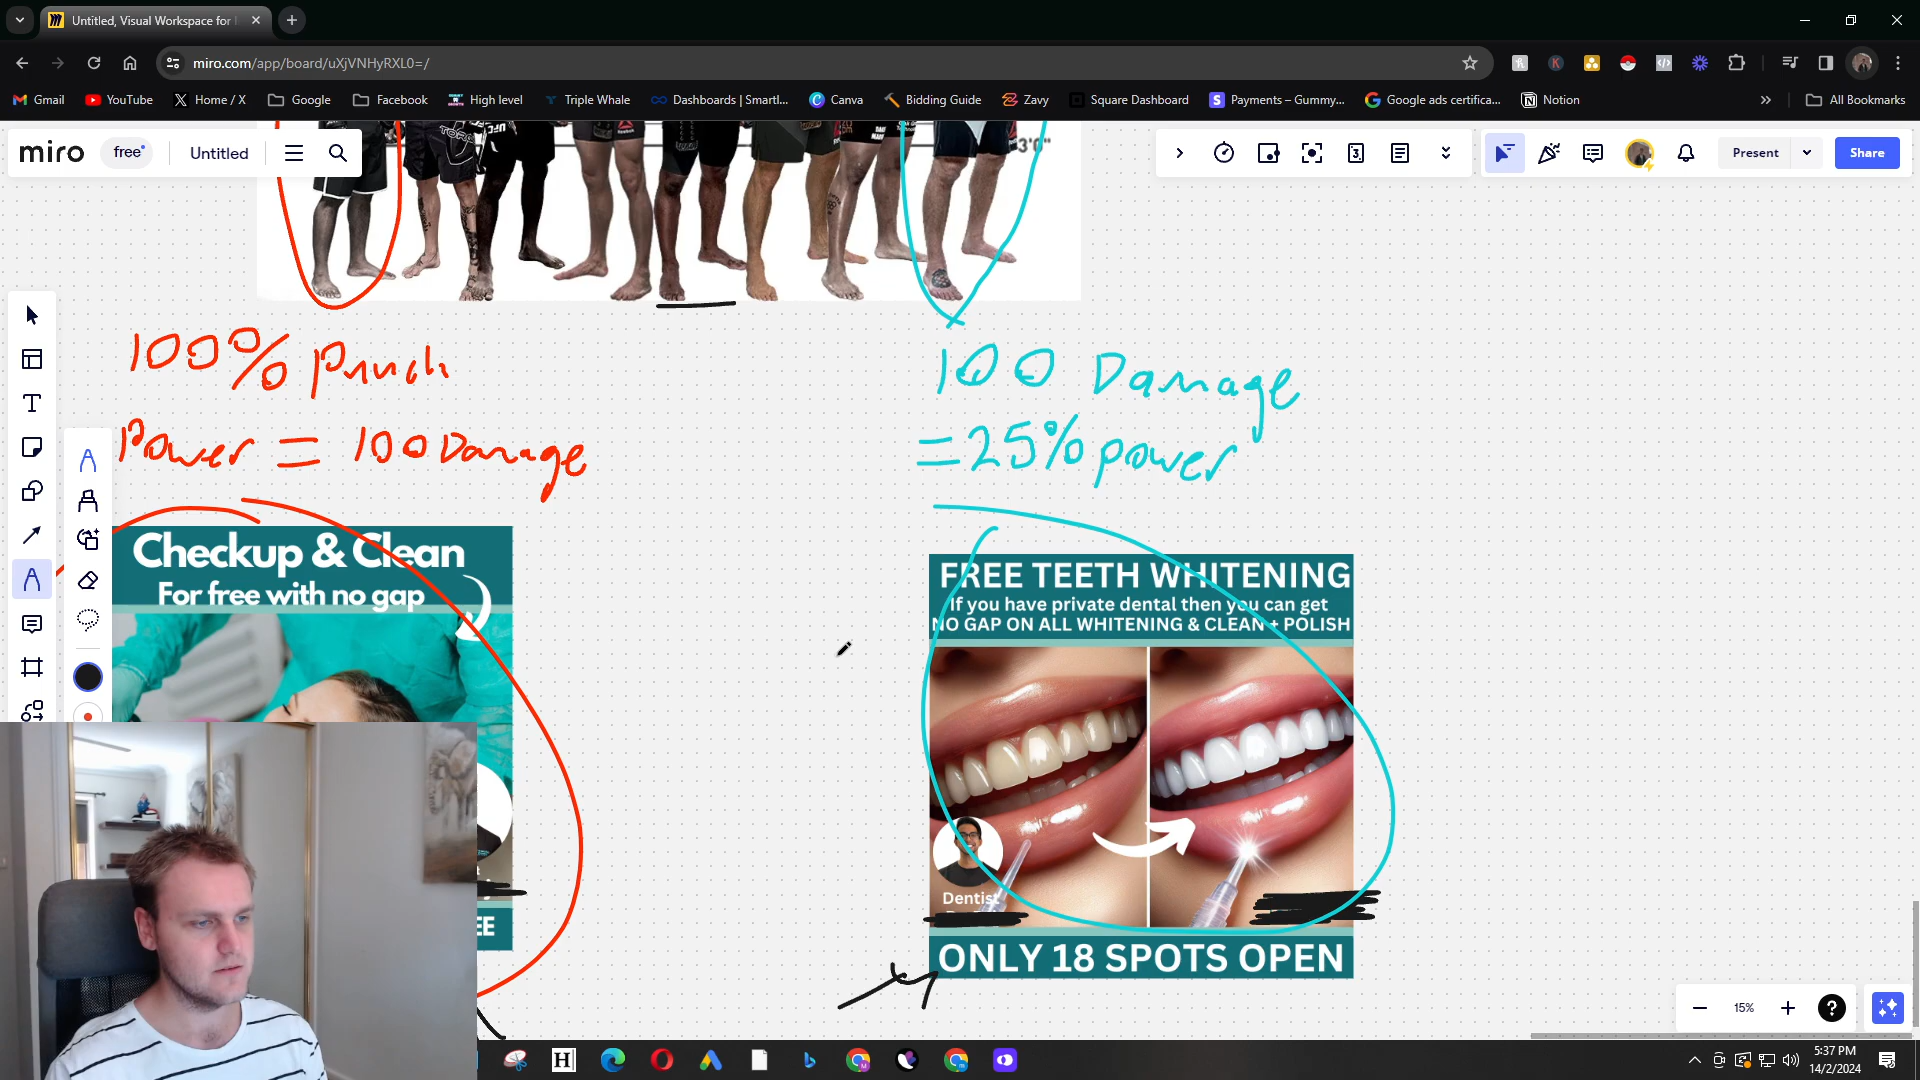 Untitled, Visual Workspace for
miro.com/app/board/uXjVNHyRXL0=/
Gmail
YouTube
Home / X
Google
Facebook
High level
Triple Whale
Dashboards | Smartl...
Canva
Bidding Guide
Zavy
Square Dashboard
Payments – Gummy...
Google ads certifica...
Notion
All Bookmarks
miro
free
Untitled
Present
Share
3'0"
100% Punch
Power = 100 Damage
100 Damage
= 25% power
Checkup & Clean
For free with no gap
FREE TEETH WHITENING
If you have private dental then you can get
NO GAP ON ALL WHITENING & CLEAN + POLISH
Dentist
ONLY 18 SPOTS OPEN
15%
5:37 PM
14/2/2024